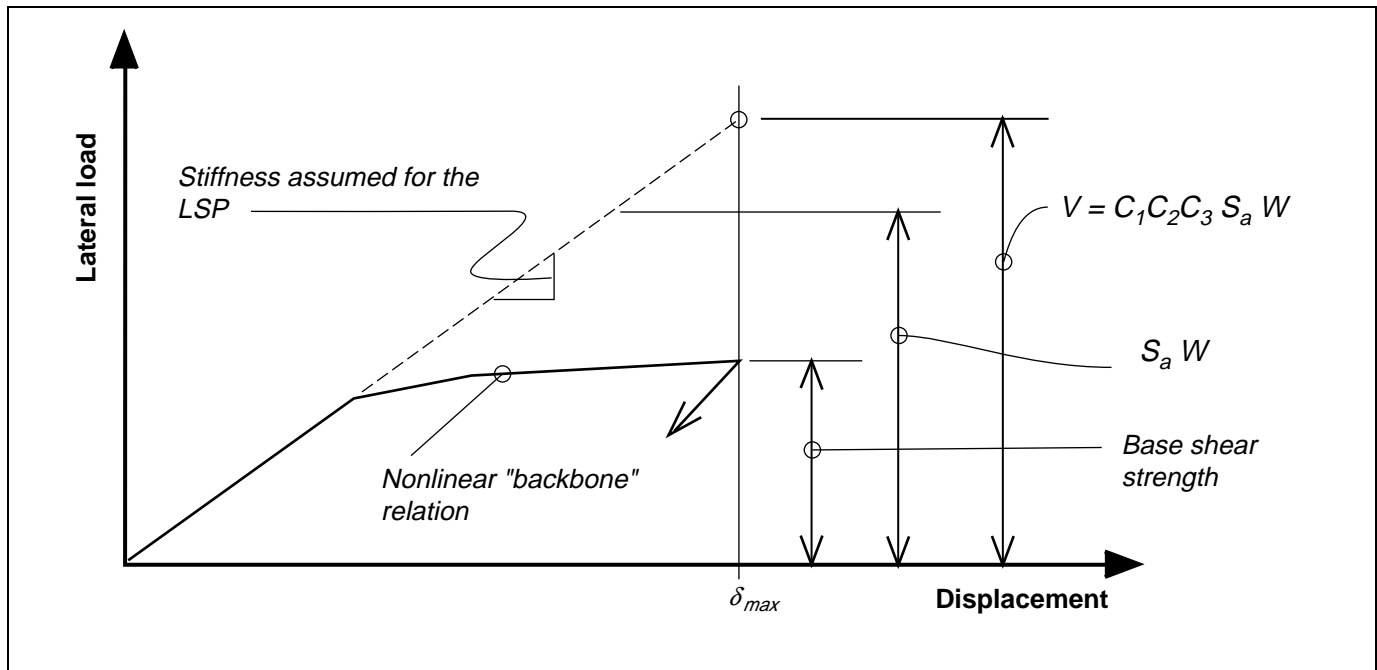 Lateral load
Stiffness assumed for the
LSP
V = C₁C₂C₃ Sₐ W
Sₐ W
Nonlinear "backbone"
relation
Base shear
strength
δmax
Displacement